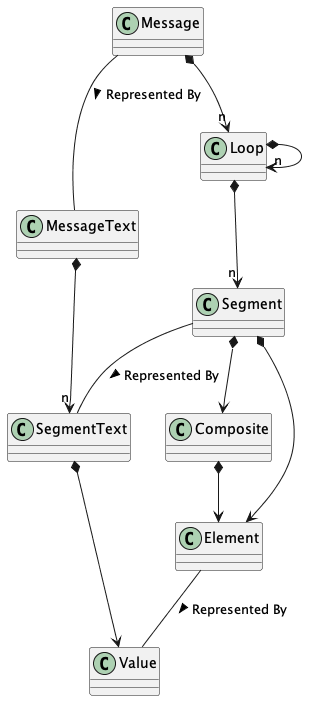 C Message
Represented By
n
C Loop
n
C MessageText
n
C Segment
n
Represented By
C SegmentText
C Composite
C Element
Represented By
C Value